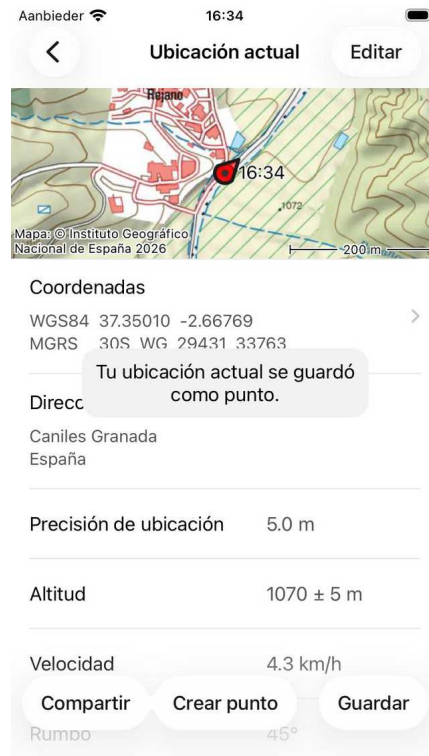 Aanbieder
16:34
Ubicación actual
Editar
Rejano
16:34
1072
Mapa: © Instituto Geográfico
Nacional de España 2026
200 m
Coordenadas
WGS84 37.35010 -2.66769
MGRS 30S WG 29431 33763
Tu ubicación actual se guardó
como punto.
Direcc
Caniles Granada
España
Precisión de ubicación 5.0 m
Altitud 1070 ± 5 m
Velocidad 4.3 km/h
Compartir
Crear punto
Guardar
Rumbo 45°